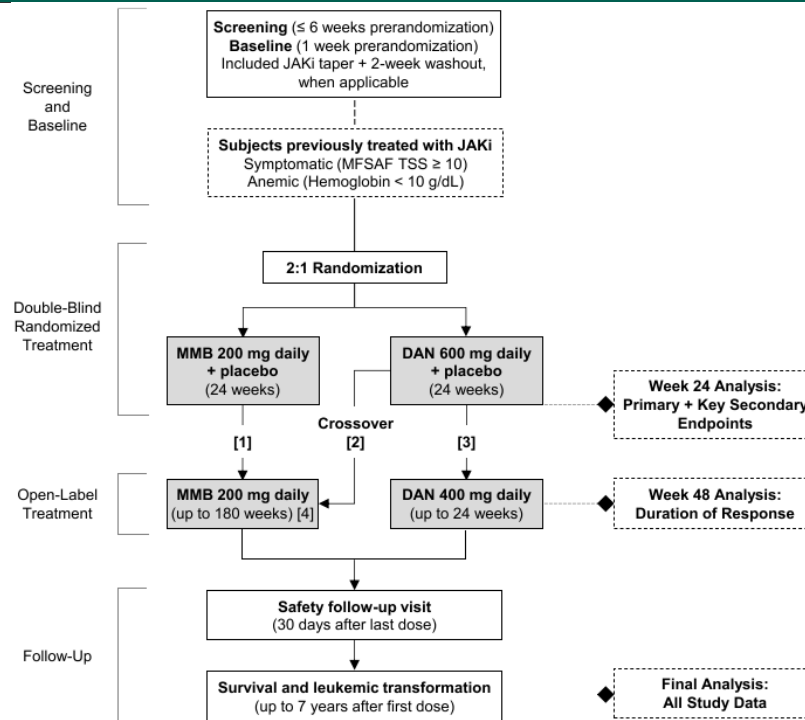 Screening (≤ 6 weeks prerandomization)
Baseline (1 week prerandomization)
Included JAKi taper + 2-week washout,
when applicable
Screening
and
Baseline
Subjects previously treated with JAKi
Symptomatic (MFSAF TSS ≥ 10)
Anemic (Hemoglobin < 10 g/dL)
2:1 Randomization
Double-Blind
Randomized
Treatment
MMB 200 mg daily
+ placebo
(24 weeks)
DAN 600 mg daily
+ placebo
(24 weeks)
Week 24 Analysis:
Primary + Key Secondary
Endpoints
Crossover
[1]
[2]
[3]
Open-Label
Treatment
MMB 200 mg daily
(up to 180 weeks) [4]
DAN 400 mg daily
(up to 24 weeks)
Week 48 Analysis:
Duration of Response
Follow-Up
Safety follow-up visit
(30 days after last dose)
Survival and leukemic transformation
(up to 7 years after first dose)
Final Analysis:
All Study Data